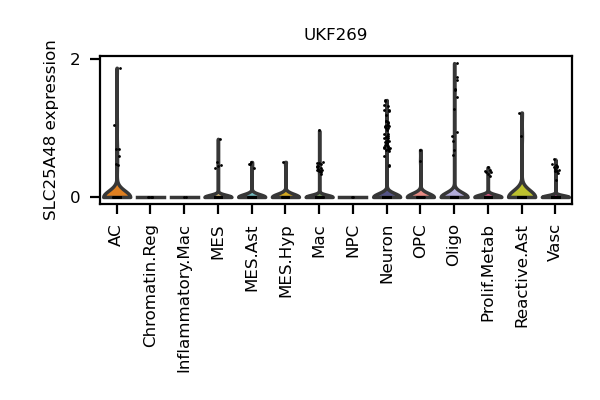 UKF269
SLC25A48 expression
2
0
AC
Chromatin.Reg
Inflammatory.Mac
MES
MES.Ast
MES.Hyp
Mac
NPC
Neuron
OPC
Oligo
Prolif.Metab
Reactive.Ast
Vasc